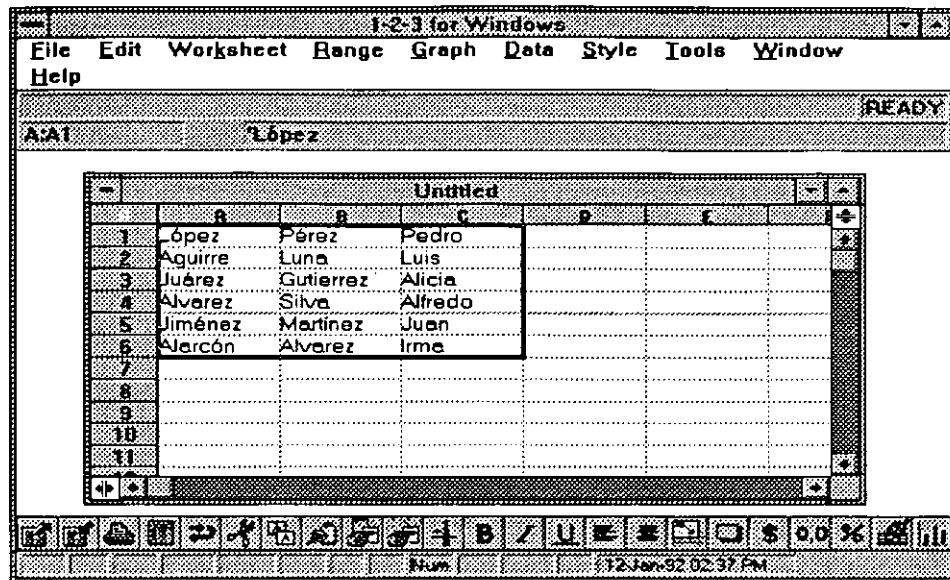 1-2-3 for Windows
File Edit Worksheet Range Graph Data Style Tools Window
Help
READY
A:A1 'López
Untitled
A B C D E
1 López Pérez Pedro
2 Aguirre Luna Luis
3 Juárez Gutierrez Alicia
4 Alvarez Silva Alfredo
5 Jiménez Martínez Juan
6 Alarcón Alvarez Irma
7
8
9
10
11
B I U $ 0.0 %
Num 12-Jan-92 02:37 PM